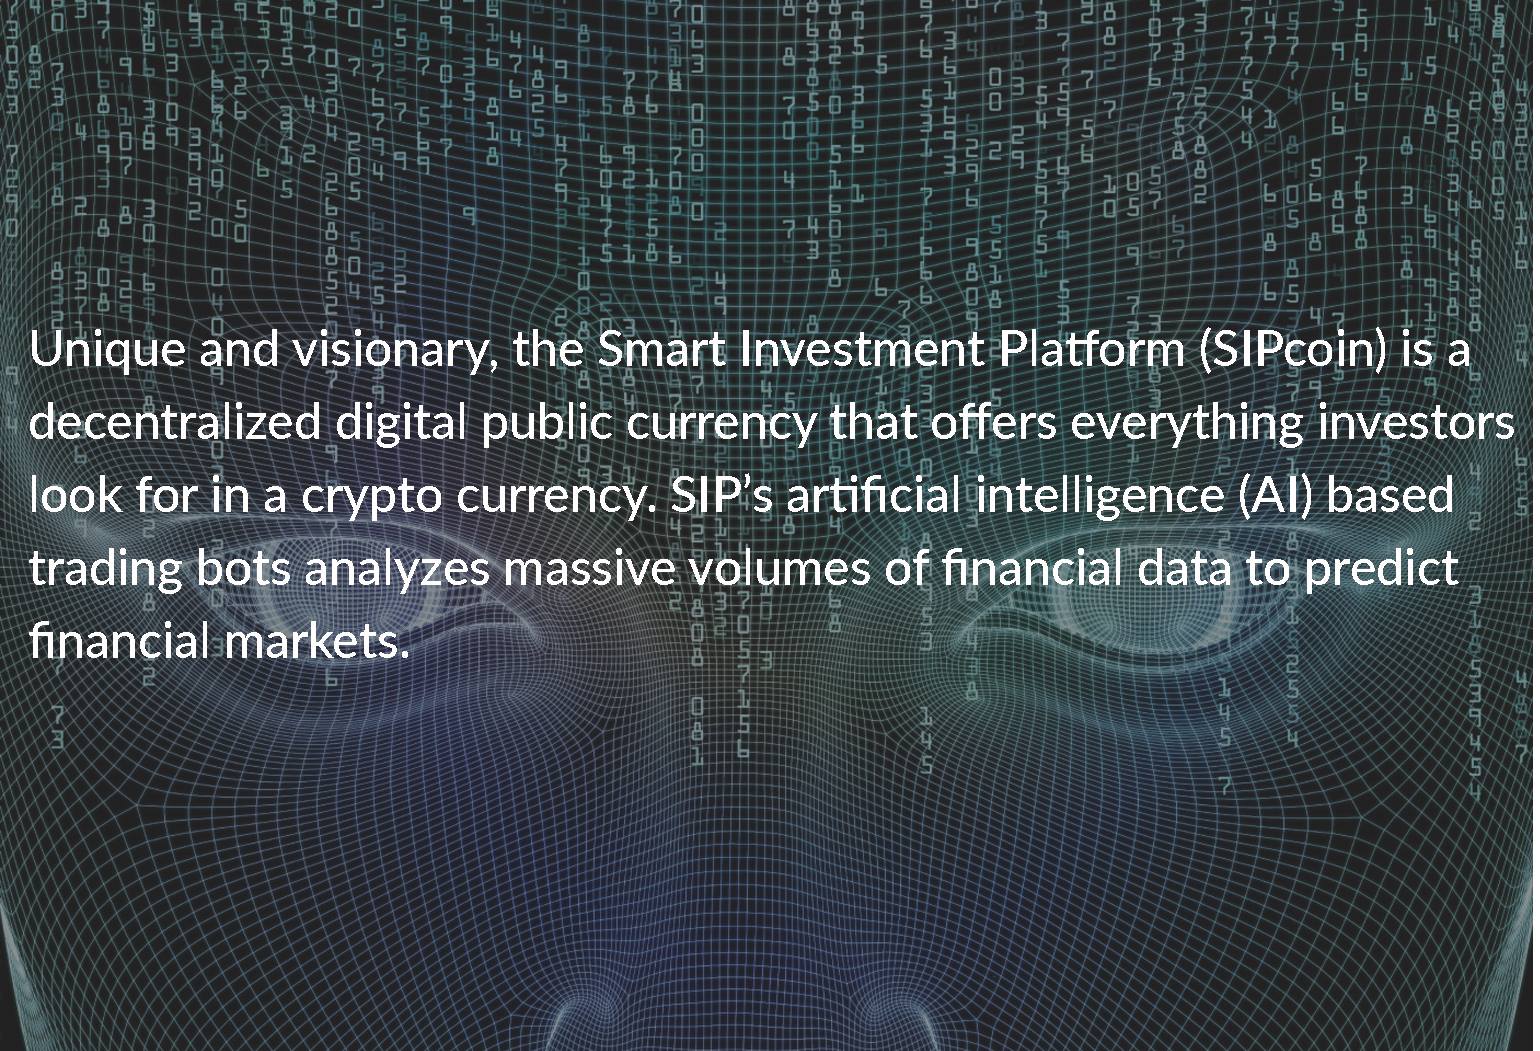 Unique and visionary, the Smart Investment Platform (SIPcoin) is a
decentralized digital public currency that offers everything investors
look for in a crypto currency. SIP’s artificial intelligence (AI) based
trading bots analyzes massive volumes of financial data to predict
financial markets.